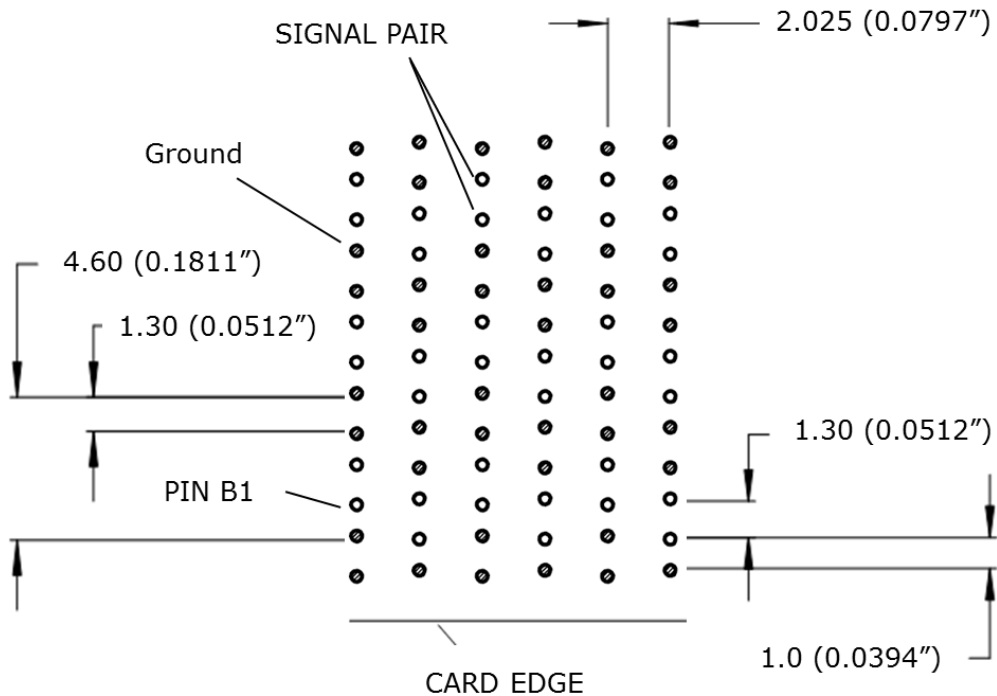 2.025 (0.0797″)
SIGNAL PAIR
Ground
4.60 (0.1811″)
1.30 (0.0512″)
1.30 (0.0512″)
PIN B1
1.0 (0.0394″)
CARD EDGE